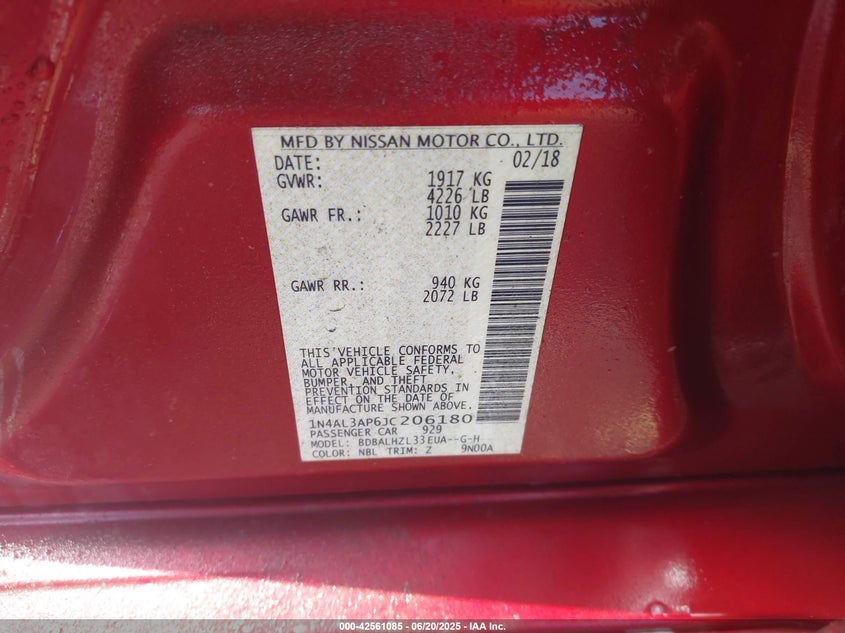 MFD BY NISSAN MOTOR CO., LTD.
DATE: 02/18
GVWR: 1917 KG
4226 LB
GAWR FR.: 1010 KG
2227 LB
GAWR RR.: 940 KG
2072 LB
THIS VEHICLE CONFORMS TO
ALL APPLICABLE FEDERAL
MOTOR VEHICLE SAFETY,
BUMPER, AND THEFT
PREVENTION STANDARDS IN
EFFECT ON THE DATE OF
MANUFACTURE SHOWN ABOVE.
1N4AL3AP6JC206180
PASSENGER CAR 929
MODEL: BDBALHZL33EUA--G-H
COLOR: NBL TRIM: Z 9N00A
000-42561085 - 06/20/2025 - IAA Inc.